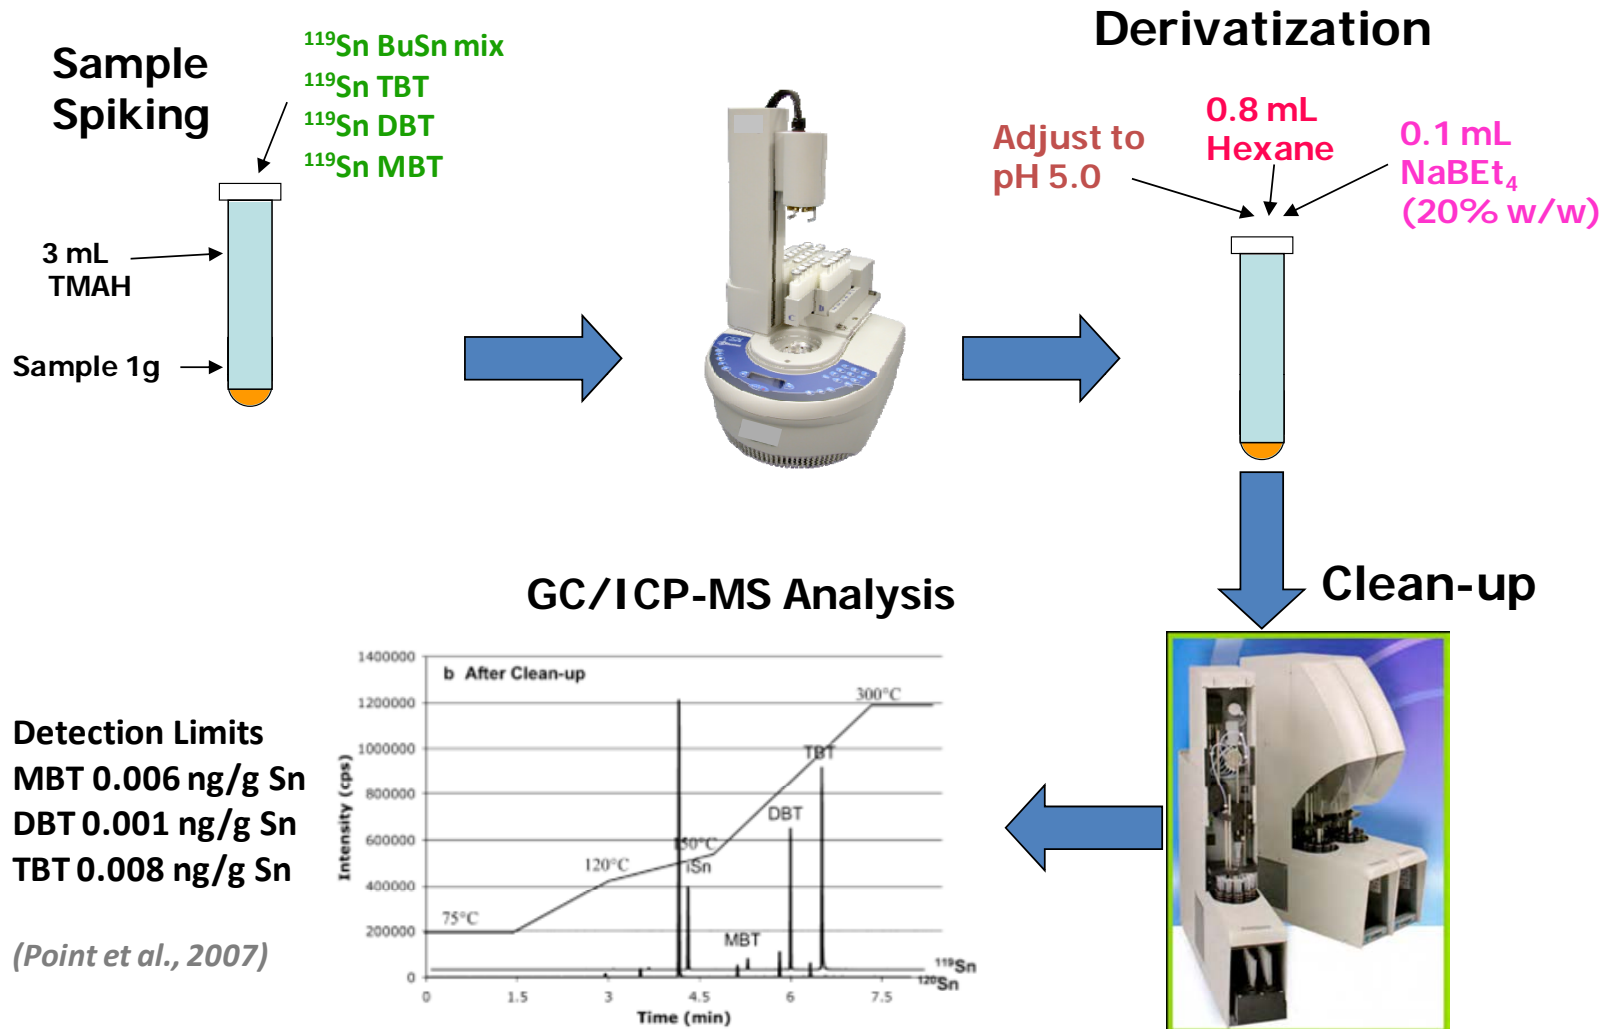 Sample
Spiking
¹¹⁹Sn BuSn mix
¹¹⁹Sn TBT
¹¹⁹Sn DBT
¹¹⁹Sn MBT
3 mL
TMAH
Sample 1g
Derivatization
Adjust to
pH 5.0
0.8 mL
Hexane
0.1 mL
NaBEt₄
(20% w/w)
Clean-up
GC/ICP-MS Analysis
b After Clean-up
Intensity (cps)
1400000
1200000
1000000
800000
600000
400000
200000
0
75°C
120°C
150°C
300°C
iSn
MBT
DBT
TBT
¹¹⁹Sn
¹²⁰Sn
0 1.5 3 4.5 6 7.5
Time (min)
Detection Limits
MBT 0.006 ng/g Sn
DBT 0.001 ng/g Sn
TBT 0.008 ng/g Sn
(Point et al., 2007)